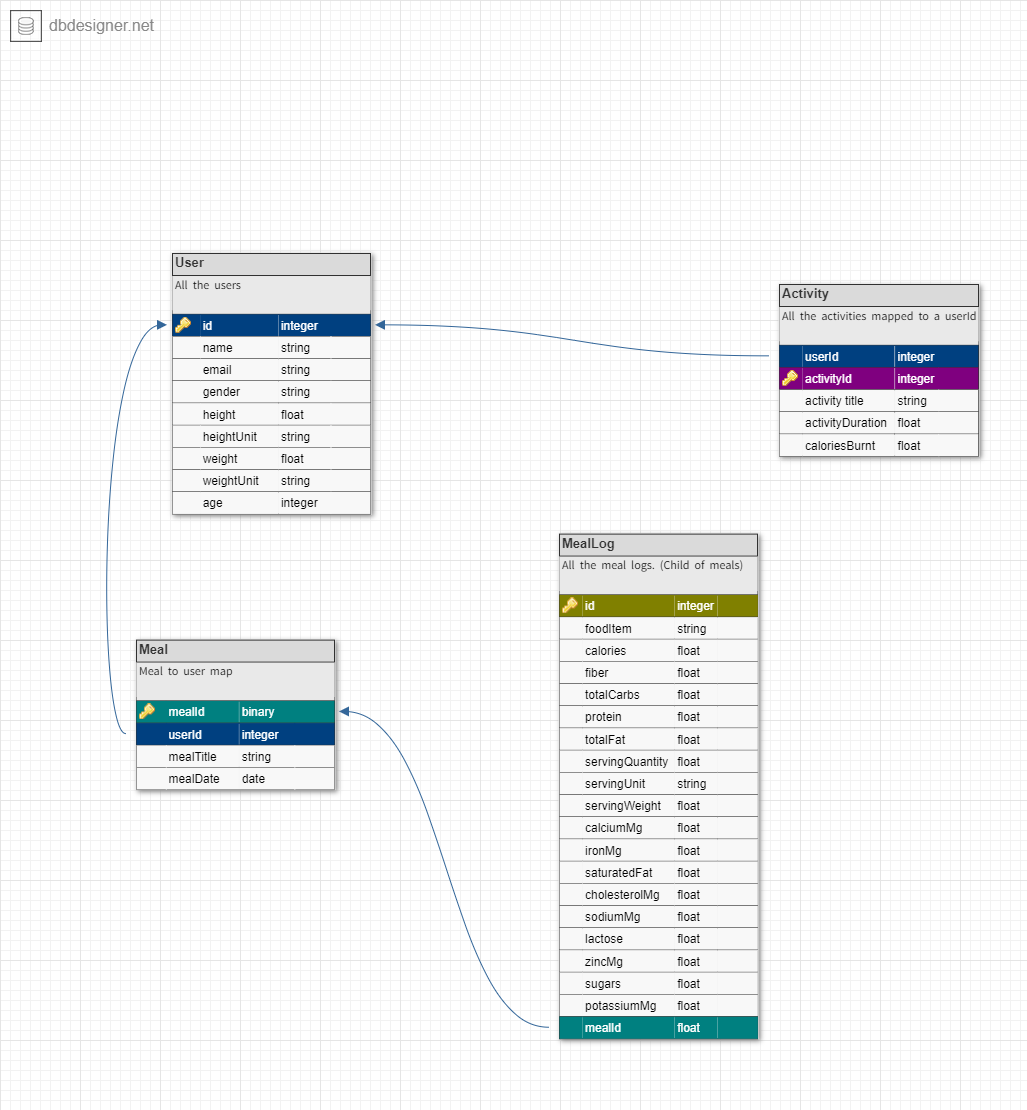 dbdesigner.net
User
All the users
id integer
name string
email string
gender string
height float
heightUnit string
weight float
weightUnit string
age integer
Activity
All the activities mapped to a userId
userId integer
activityId integer
activity title string
activityDuration float
caloriesBurnt float
MealLog
All the meal logs. (Child of meals)
id integer
foodItem string
calories float
fiber float
totalCarbs float
protein float
totalFat float
servingQuantity float
servingUnit string
servingWeight float
calciumMg float
ironMg float
saturatedFat float
cholesterolMg float
sodiumMg float
lactose float
zincMg float
sugars float
potassiumMg float
mealId float
Meal
Meal to user map
mealId binary
userId integer
mealTitle string
mealDate date